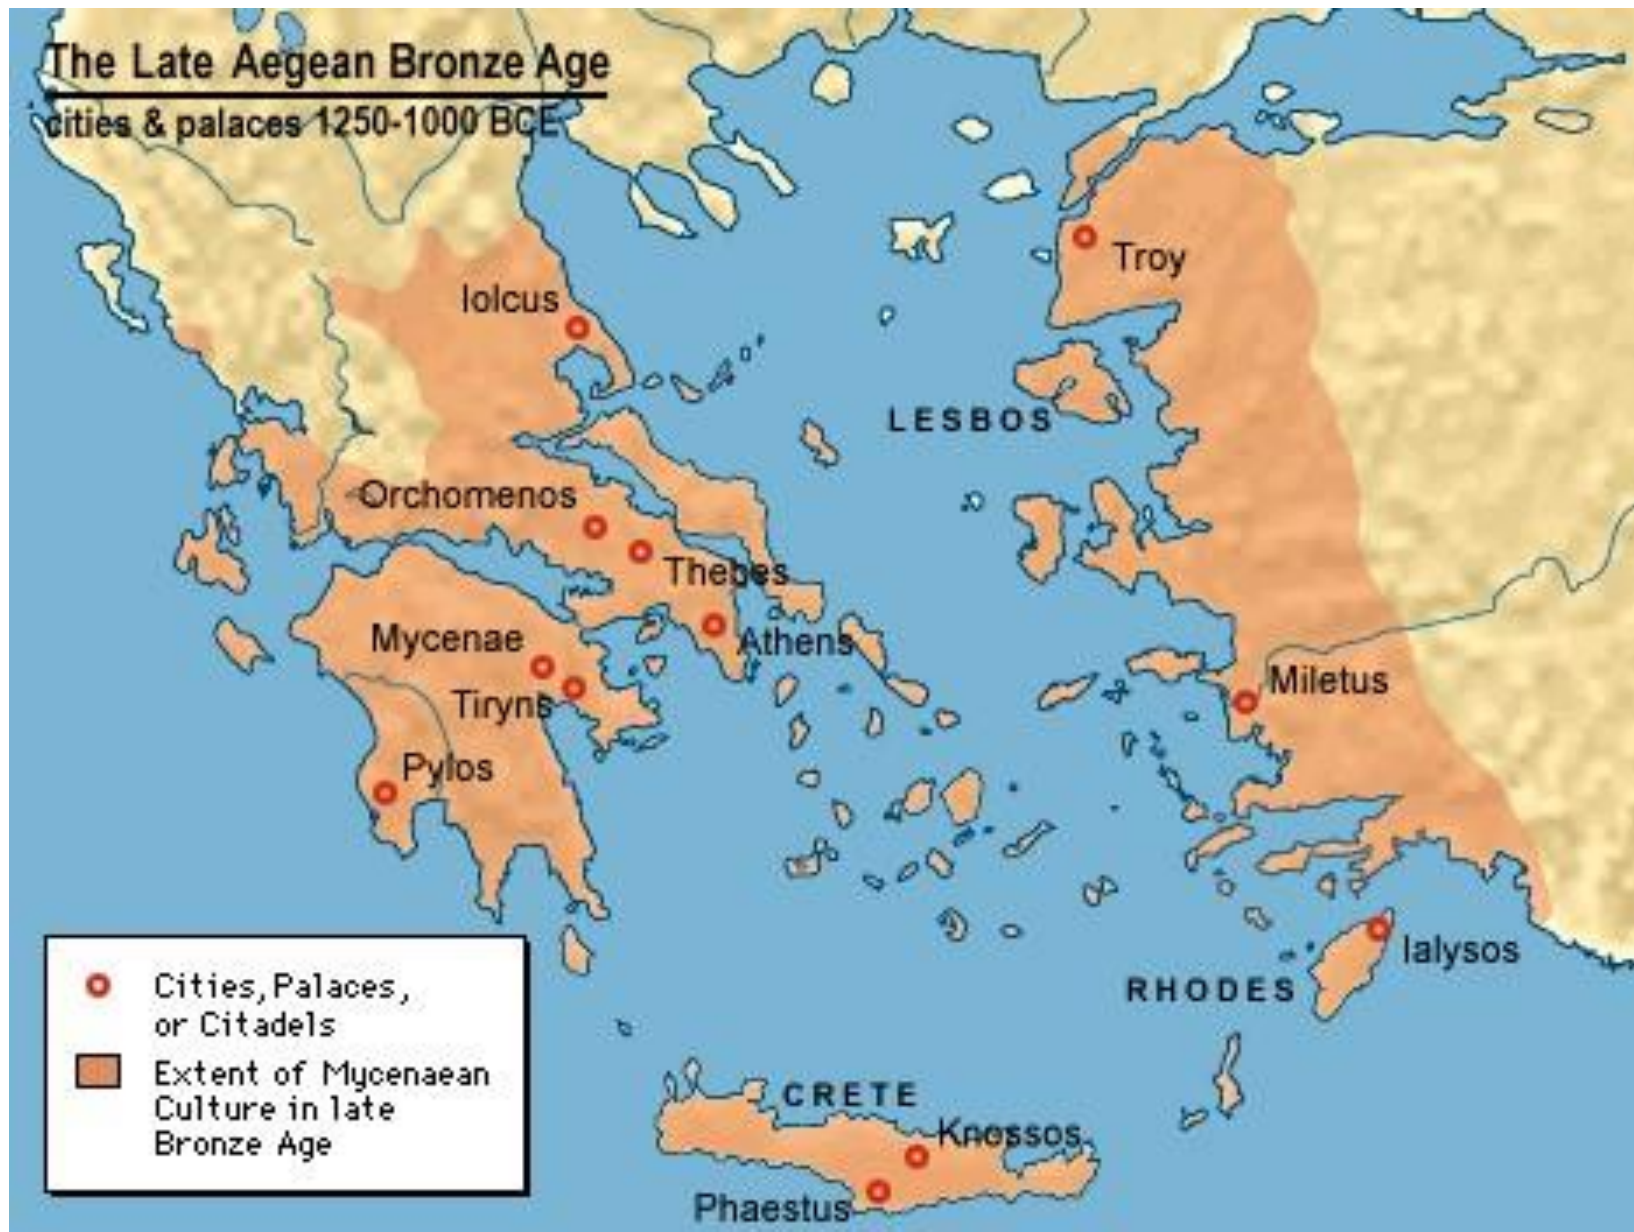 The Late Aegean Bronze Age
cities & palaces 1250-1000 BCE
Troy
Iolcus
LESBOS
Orchomenos
Thebes
Mycenae
Athens
Tiryns
Miletus
Pylos
Ialysos
RHODES
Cities, Palaces,
or Citadels
Extent of Mycenaean
Culture in late
Bronze Age
CRETE
Knossos
Phaestus